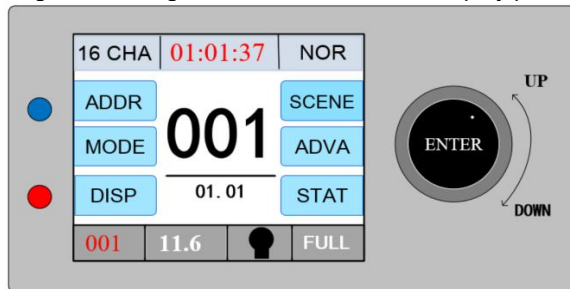 16 CHA 01:01:37 NOR
ADDR 001 SCENE
MODE ADVA
DISP 01.01 STAT
001 11.6 FULL
UP
ENTER
DOWN